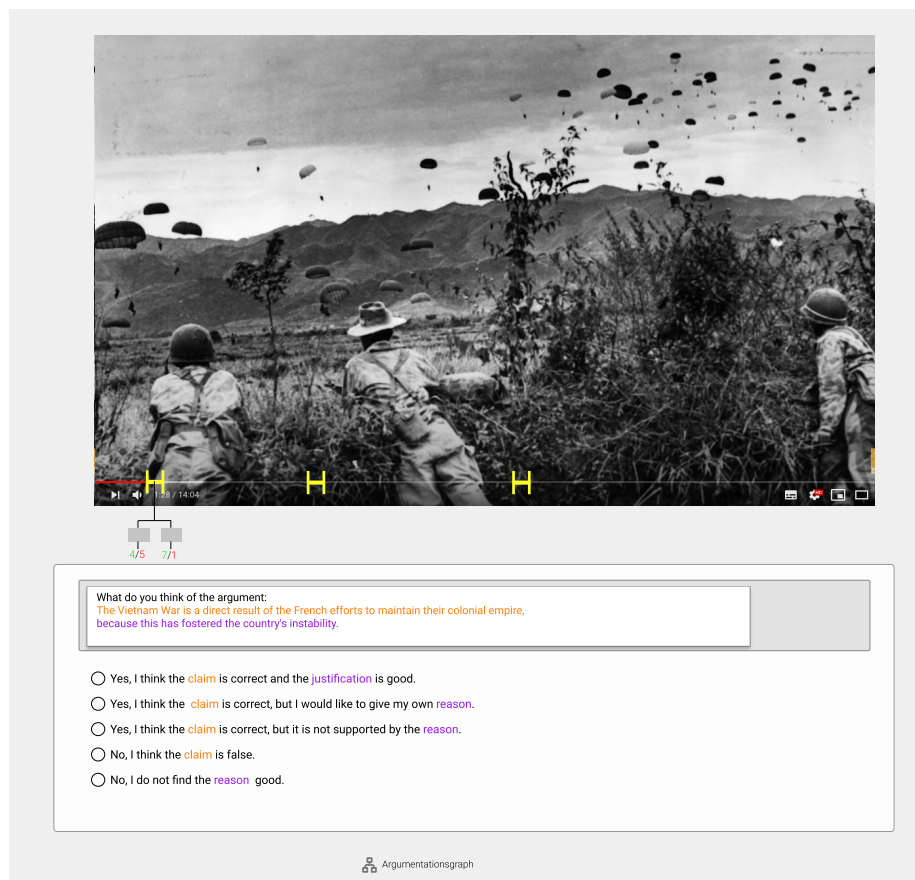 1:28 / 14:04
HD
4/5 7/1
What do you think of the argument:
The Vietnam War is a direct result of the French efforts to maintain their colonial empire,
because this has fostered the country's instability.
Yes, I think the claim is correct and the justification is good.
Yes, I think the claim is correct, but I would like to give my own reason.
Yes, I think the claim is correct, but it is not supported by the reason.
No, I think the claim is false.
No, I do not find the reason good.
Argumentationsgraph